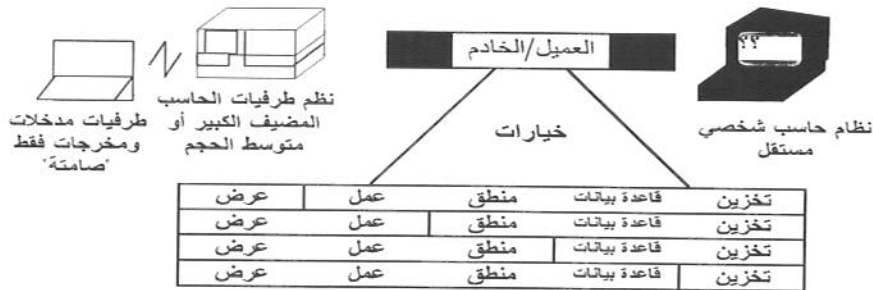 العميل/الخادم
؟؟
نظام حاسب شخصي
مستقل
نظم طرفيات الحاسب
المضيف الكبير أو
متوسط الحجم
طرفيات مدخلات
ومخرجات فقط
"صامتة"
خيارات
تخزين قاعدة بيانات منطق عمل عرض
تخزين قاعدة بيانات منطق عمل عرض
تخزين قاعدة بيانات منطق عمل عرض
تخزين قاعدة بيانات منطق عمل عرض